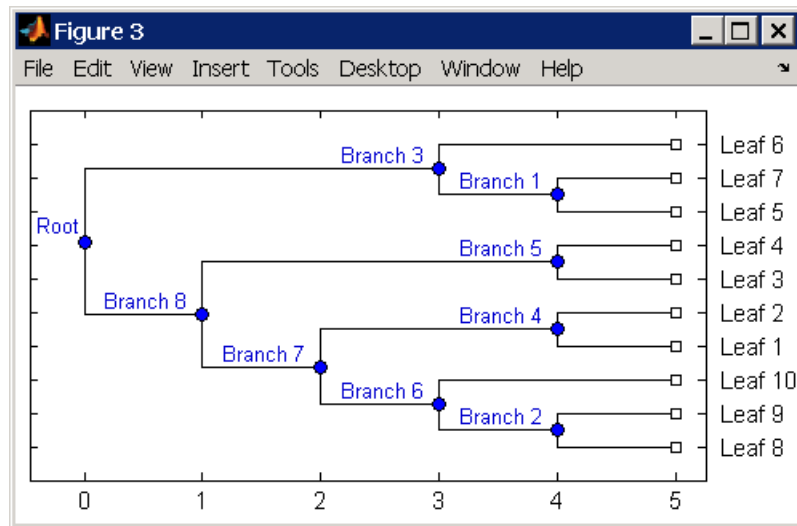 Figure 3
File Edit View Insert Tools Desktop Window Help
Leaf 6
Branch 3
Leaf 7
Branch 1
Leaf 5
Root
Leaf 4
Branch 5
Leaf 3
Branch 8
Leaf 2
Branch 4
Leaf 1
Branch 7
Leaf 10
Branch 6
Leaf 9
Branch 2
Leaf 8
0 1 2 3 4 5